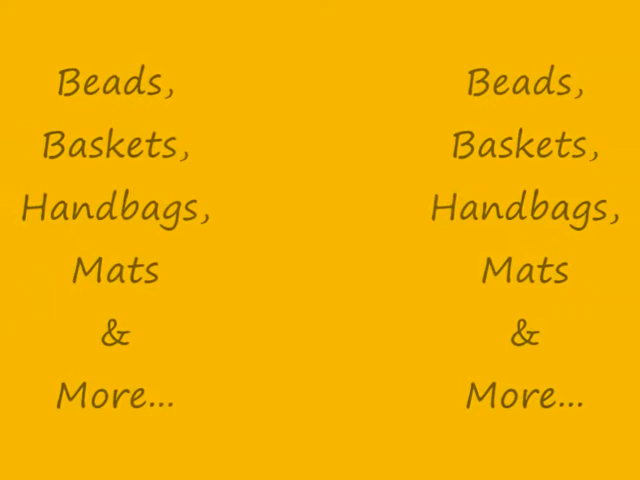 Beads,
Baskets,
Handbags,
Mats
&
More...
Beads,
Baskets,
Handbags,
Mats
&
More...